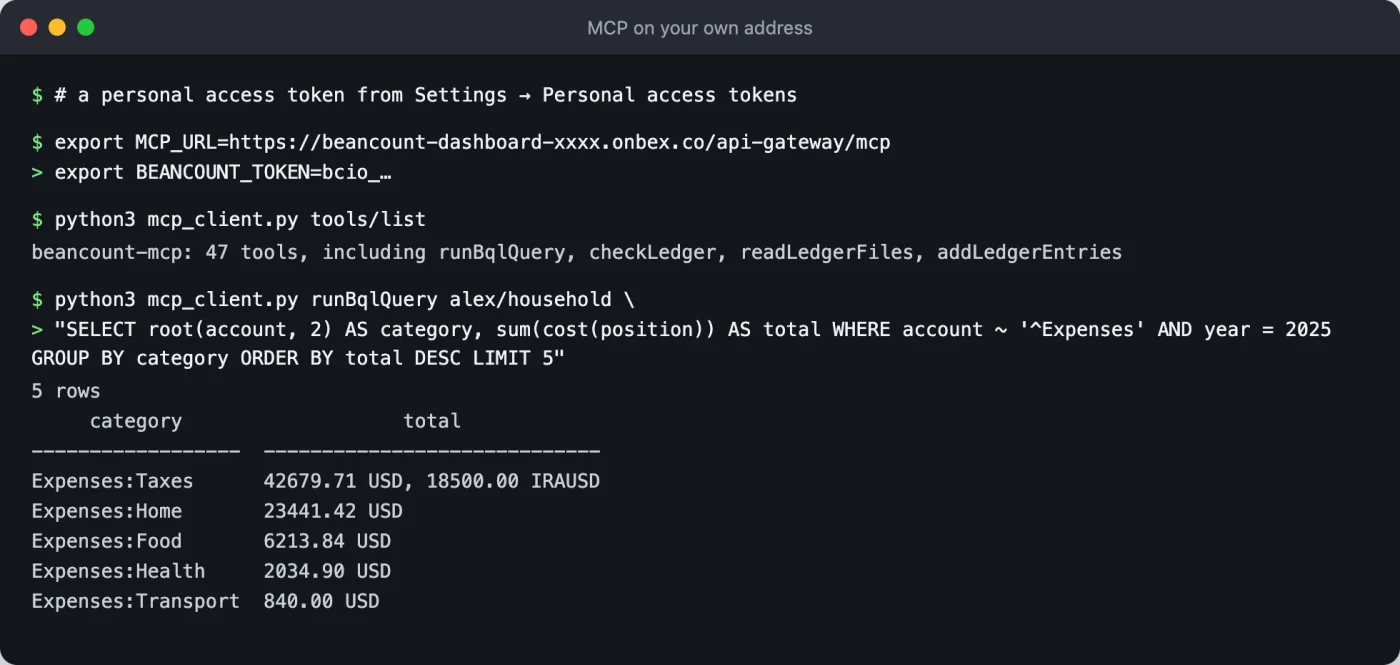 MCP on your own address
$ # a personal access token from Settings → Personal access tokens
$ export MCP_URL=https://beancount-dashboard-xxxx.onbex.co/api-gateway/mcp
> export BEANCOUNT_TOKEN=bcio_…
$ python3 mcp_client.py tools/list
beancount-mcp: 47 tools, including runBqlQuery, checkLedger, readLedgerFiles, addLedgerEntries
$ python3 mcp_client.py runBqlQuery alex/household \
> "SELECT root(account, 2) AS category, sum(cost(position)) AS total WHERE account ~ '^Expenses' AND year = 2025
GROUP BY category ORDER BY total DESC LIMIT 5"
5 rows
     category                   total
------------------  -----------------------------
Expenses:Taxes      42679.71 USD, 18500.00 IRAUSD
Expenses:Home       23441.42 USD
Expenses:Food       6213.84 USD
Expenses:Health     2034.90 USD
Expenses:Transport  840.00 USD